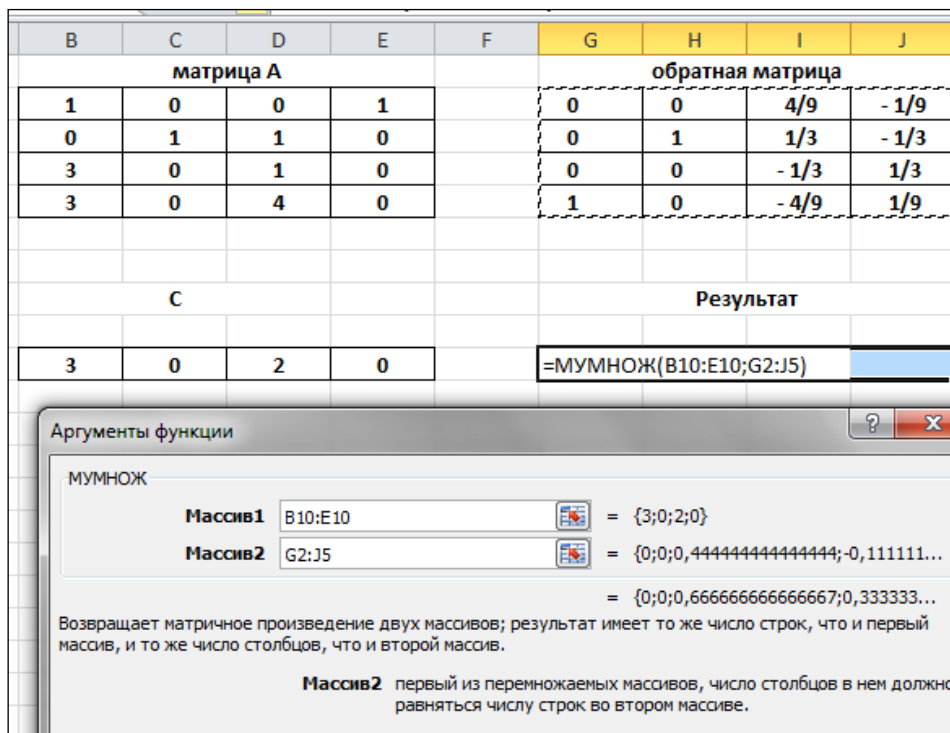 B C D E F G H I J
матрица А обратная матрица
1 0 0 1 0 0 4/9 - 1/9
0 1 1 0 0 1 1/3 - 1/3
3 0 1 0 0 0 - 1/3 1/3
3 0 4 0 1 0 - 4/9 1/9
С Результат
3 0 2 0 =МУМНОЖ(B10:E10;G2:J5)
Аргументы функции ? X
МУМНОЖ
Массив1 B10:E10 = {3;0;2;0}
Массив2 G2:J5 = {0;0;0,444444444444444;-0,111111...
= {0;0;0,666666666666667;0,333333...
Возвращает матричное произведение двух массивов; результат имеет то же число строк, что и первый
массив, и то же число столбцов, что и второй массив.
Массив2 первый из перемножаемых массивов, число столбцов в нем должно
равняться числу строк во втором массиве.